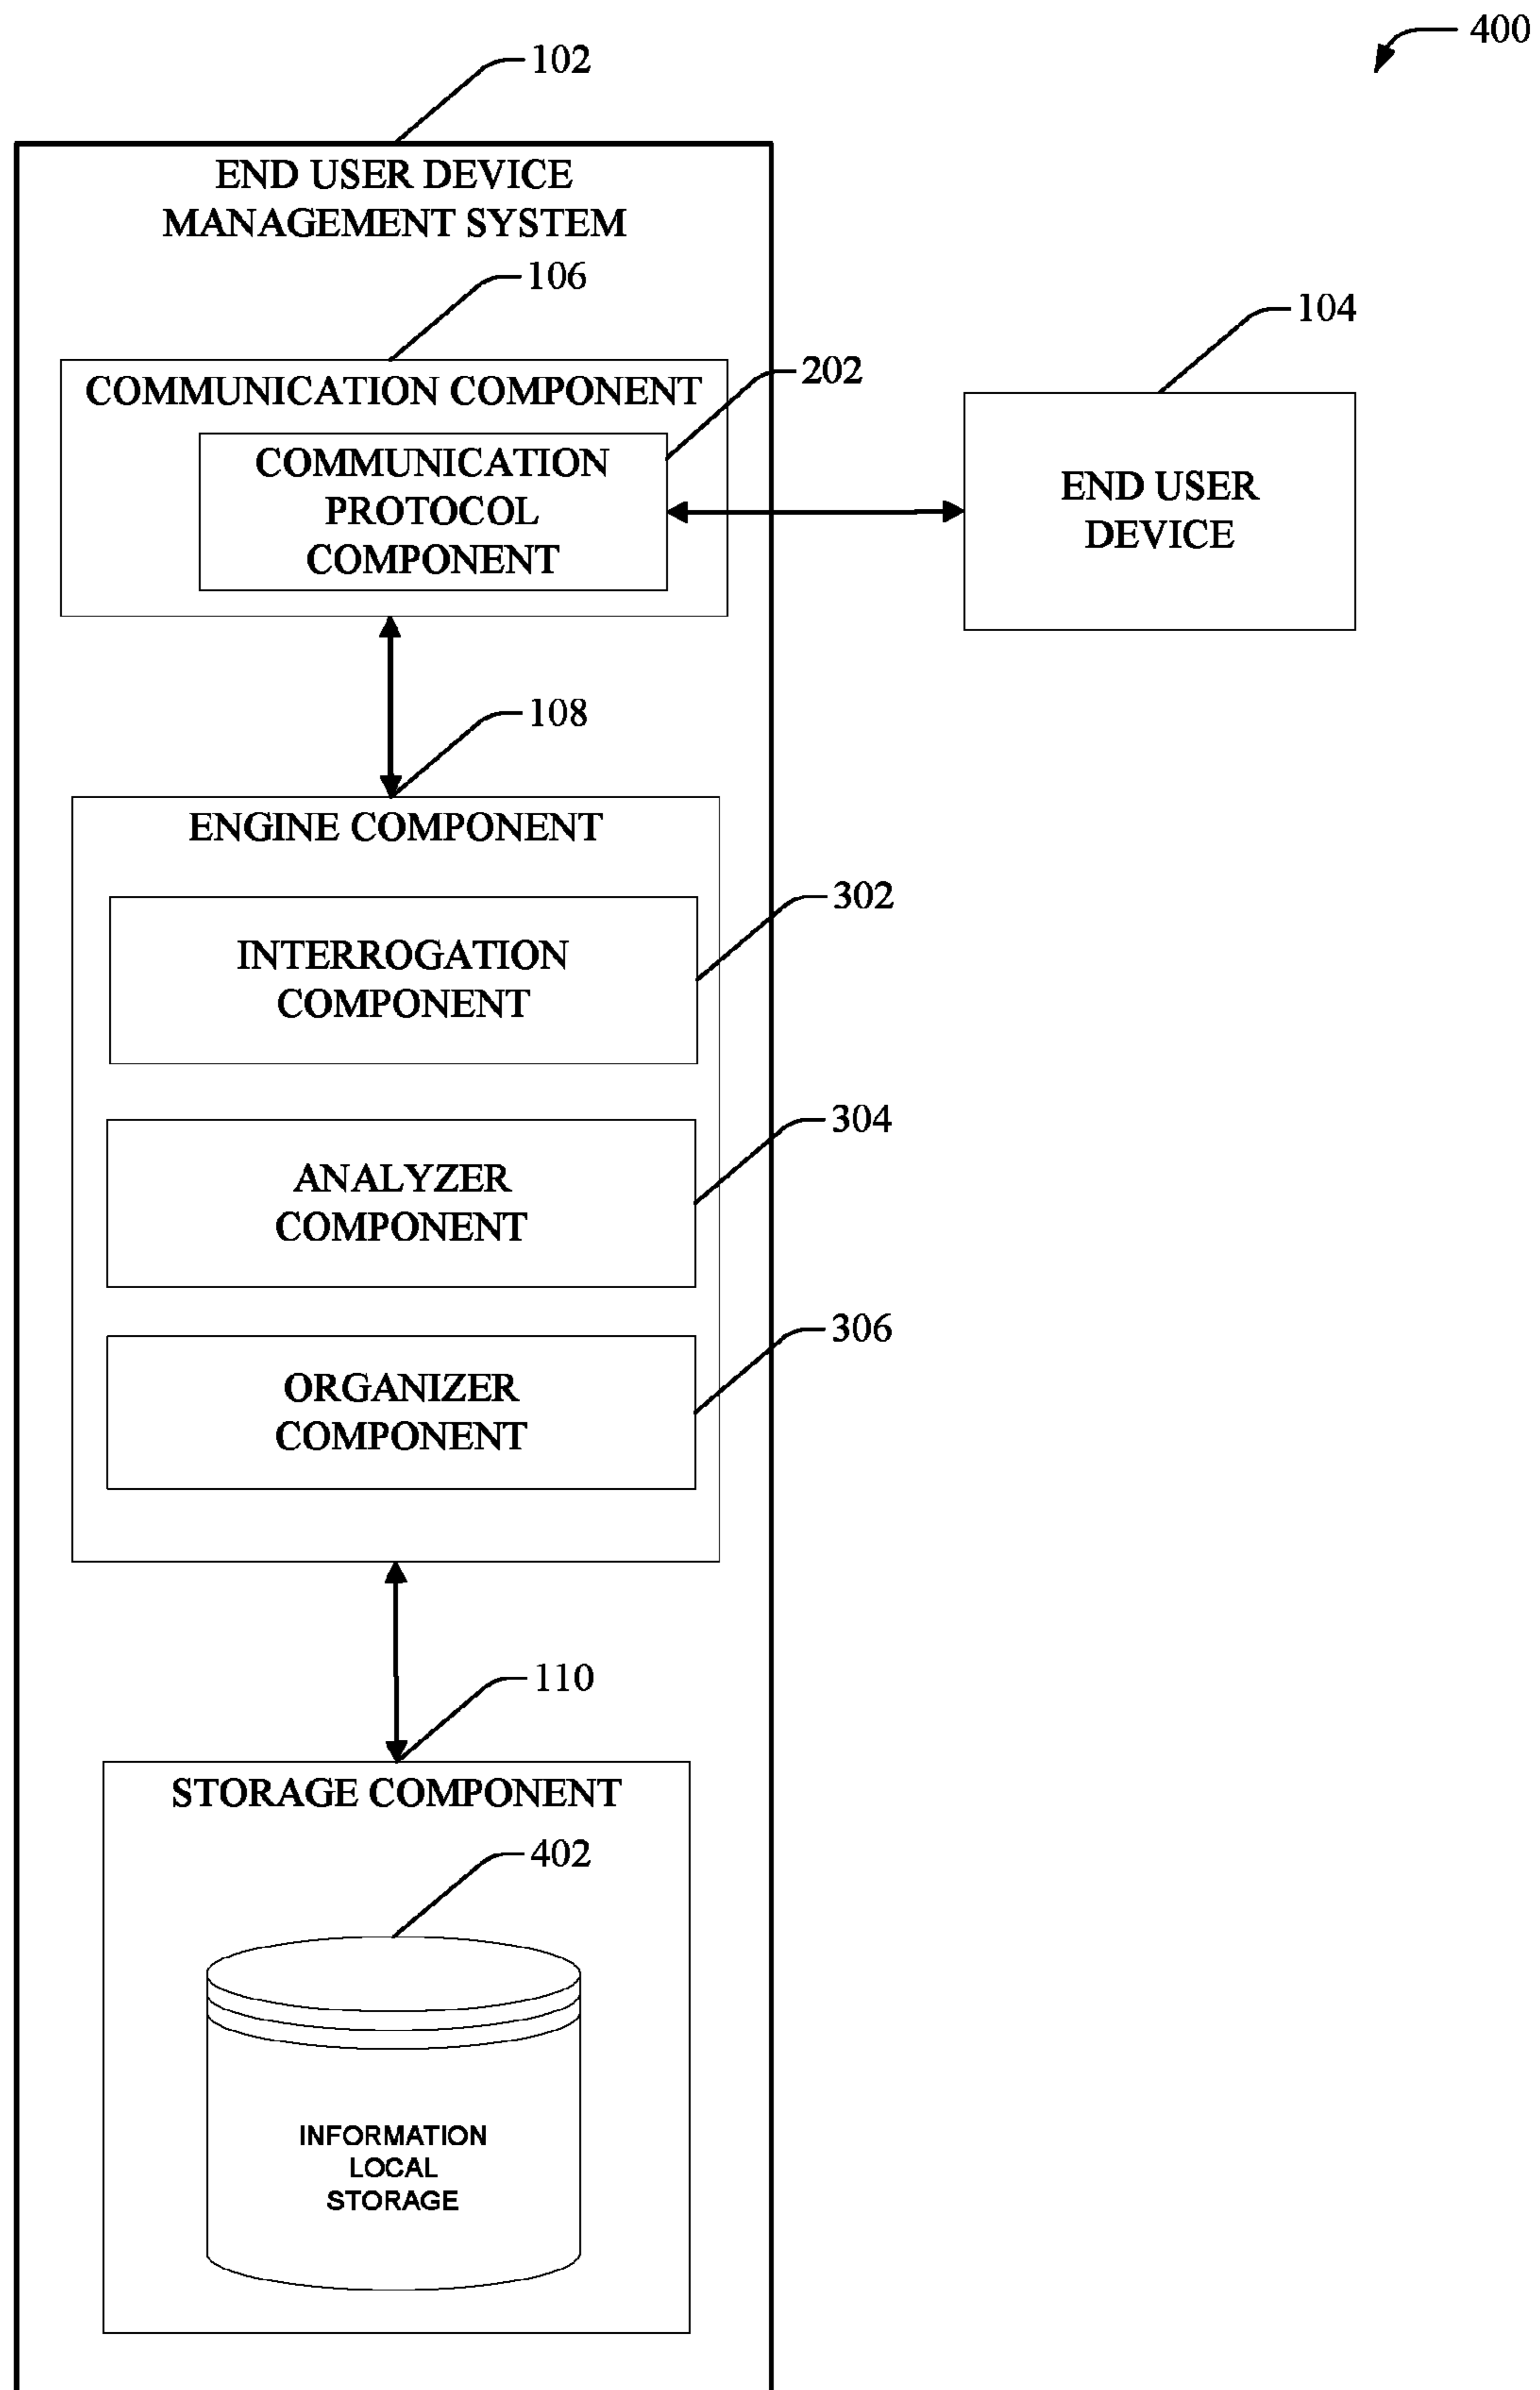 400
102
END USER DEVICE
MANAGEMENT SYSTEM
106
104
COMMUNICATION COMPONENT
202
COMMUNICATION
PROTOCOL
COMPONENT
END USER
DEVICE
108
ENGINE COMPONENT
302
INTERROGATION
COMPONENT
304
ANALYZER
COMPONENT
306
ORGANIZER
COMPONENT
110
STORAGE COMPONENT
402
INFORMATION
LOCAL
STORAGE